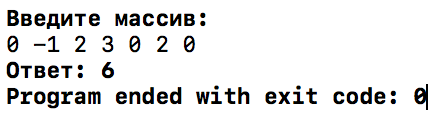 Введите массив:
0 -1 2 3 0 2 0
Ответ: 6
Program ended with exit code: 0